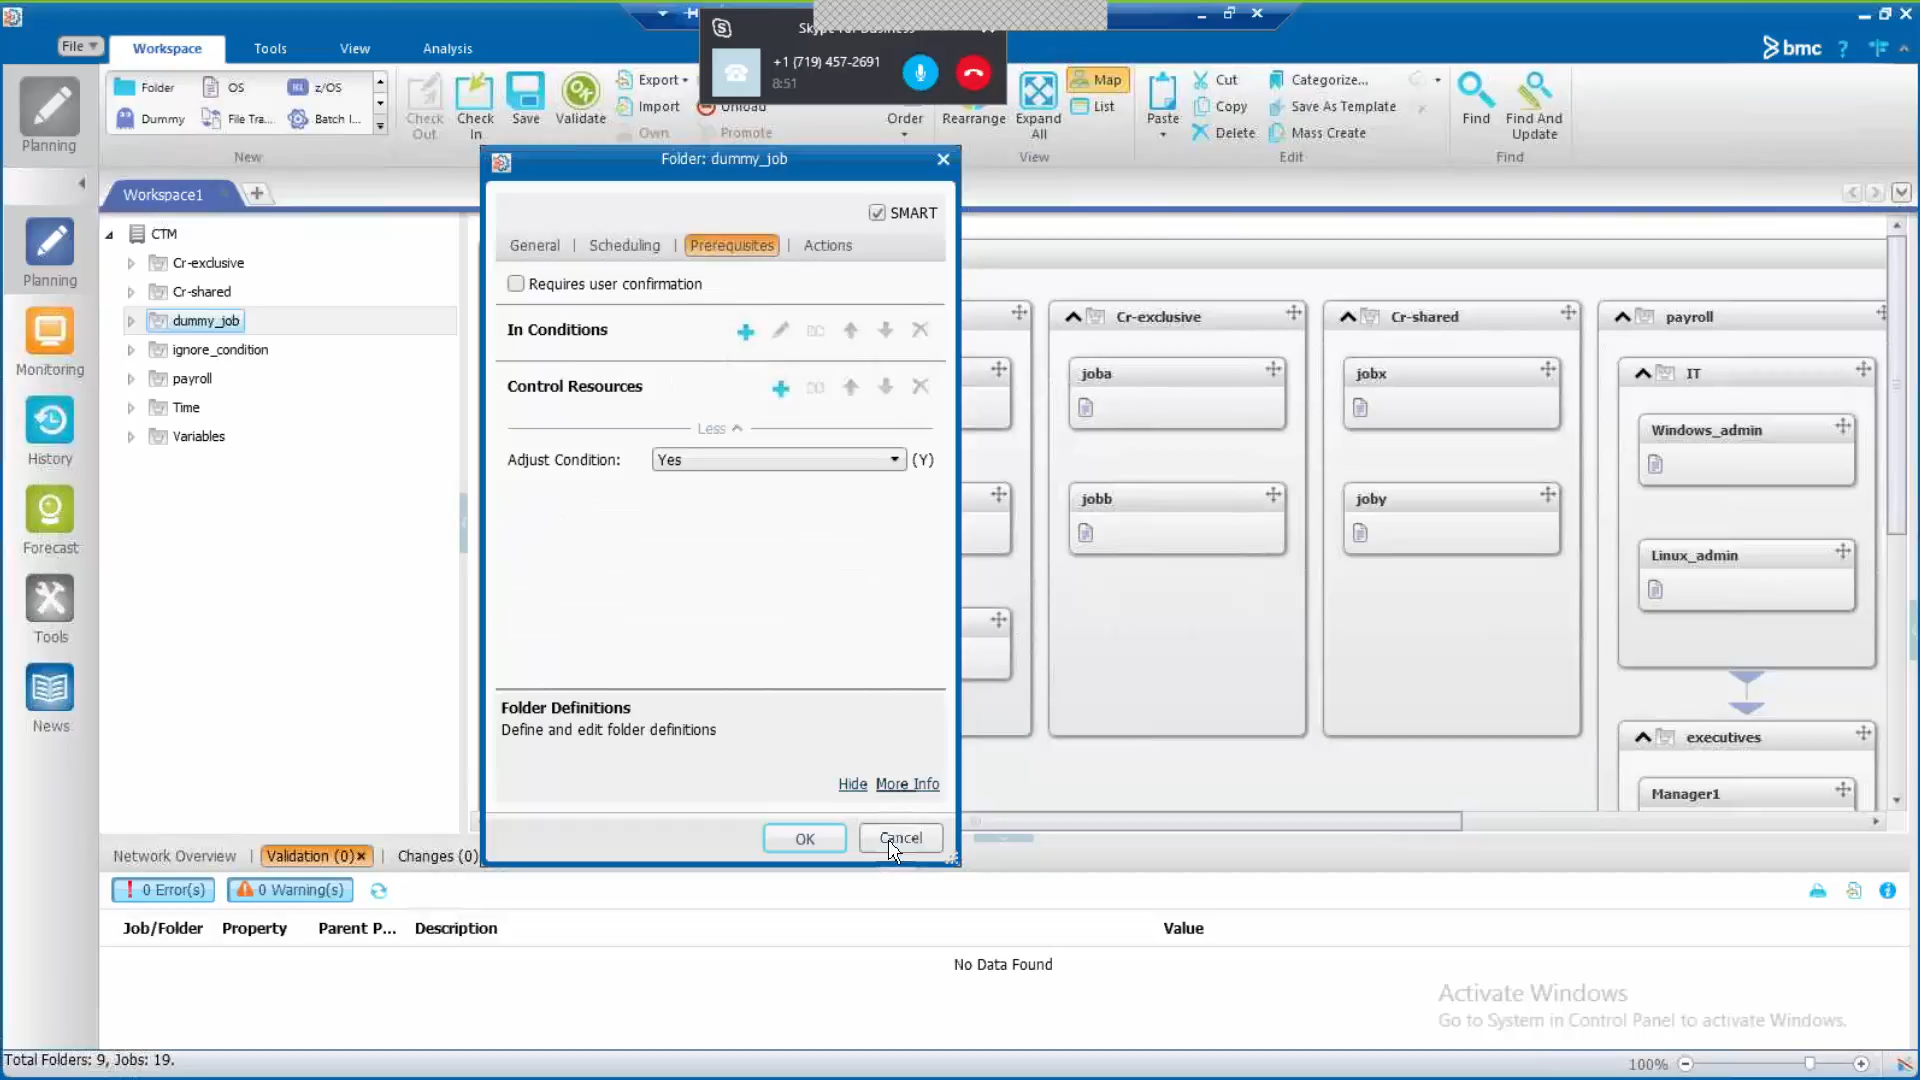 Skype for Business
+1 (719) 457-2691
8:51
File
Workspace
Tools
View
Analysis
bmc
?
Folder
OS
z/OS
Dummy
File Tra...
Batch I...
New
Check Out
Check In
Save
Validate
Export
Import
Own
Unload
Promote
Order
Rearrange
Expand All
Map
List
View
Paste
Cut
Copy
Delete
Categorize...
Save As Template
Mass Create
Edit
Find
Find And Update
Find
Planning
Planning
Monitoring
History
Forecast
Tools
News
Workspace1
CTM
Cr-exclusive
Cr-shared
dummy_job
ignore_condition
payroll
Time
Variables
Folder: dummy_job
SMART
General | Scheduling | Prerequisites | Actions
Requires user confirmation
In Conditions
Control Resources
Less
Adjust Condition: Yes (Y)
Folder Definitions
Define and edit folder definitions
Hide More Info
OK Cancel
Cr-exclusive
joba
jobb
Cr-shared
jobx
joby
payroll
IT
Windows_admin
Linux_admin
executives
Manager1
Network Overview | Validation (0) | Changes (0)
0 Error(s) 0 Warning(s)
Job/Folder Property Parent P... Description Value
No Data Found
Activate Windows
Go to System in Control Panel to activate Windows.
Total Folders: 9, Jobs: 19.
100%